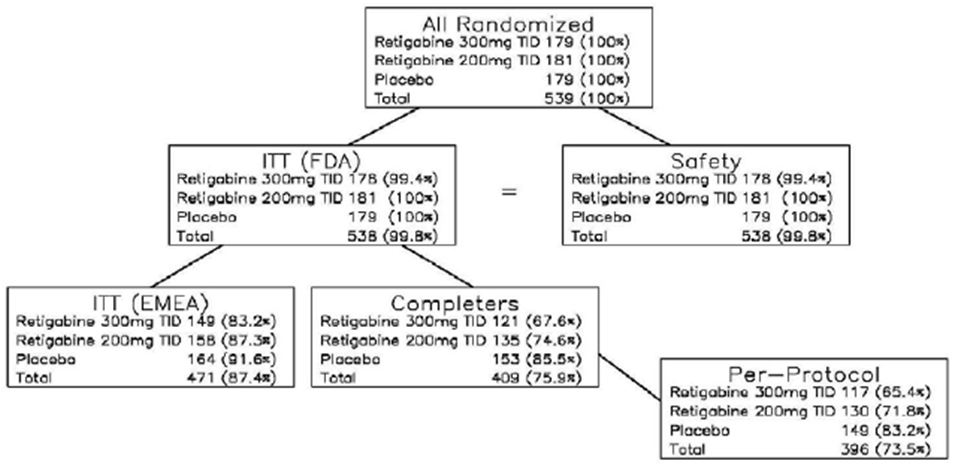 All Randomized
Retigabine 300mg TID 179 (100%)
Retigabine 200mg TID 181 (100%)
Placebo 179 (100%)
Total 539 (100%)
ITT (FDA)
Retigabine 300mg TID 178 (99.4%)
Retigabine 200mg TID 181 (100%)
Placebo 179 (100%)
Total 538 (99.8%)
=
Safety
Retigabine 300mg TID 178 (99.4%)
Retigabine 200mg TID 181 (100%)
Placebo 179 (100%)
Total 538 (99.8%)
ITT (EMEA)
Retigabine 300mg TID 149 (83.2%)
Retigabine 200mg TID 158 (87.3%)
Placebo 164 (91.6%)
Total 471 (87.4%)
Completers
Retigabine 300mg TID 121 (67.6%)
Retigabine 200mg TID 135 (74.6%)
Placebo 153 (85.5%)
Total 409 (75.9%)
Per-Protocol
Retigabine 300mg TID 117 (65.4%)
Retigabine 200mg TID 130 (71.8%)
Placebo 149 (83.2%)
Total 396 (73.5%)